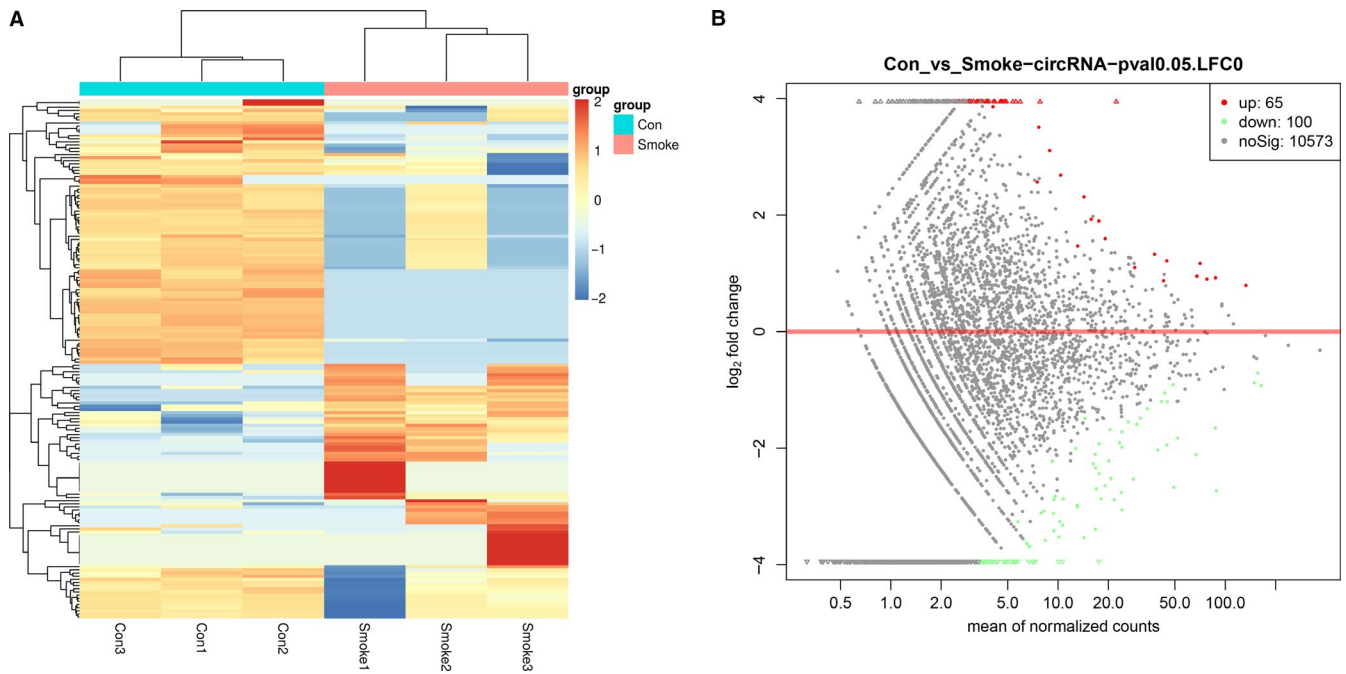 A
group
2
1
0
−1
−2
group
Con
Smoke
Con3
Con1
Con2
Smoke1
Smoke2
Smoke3
B
Con_vs_Smoke−circRNA−pval0.05.LFC0
up: 65
down: 100
noSig: 10573
log2 fold change
4
2
0
−2
−4
0.5 1.0 2.0 5.0 10.0 20.0 50.0 100.0
mean of normalized counts